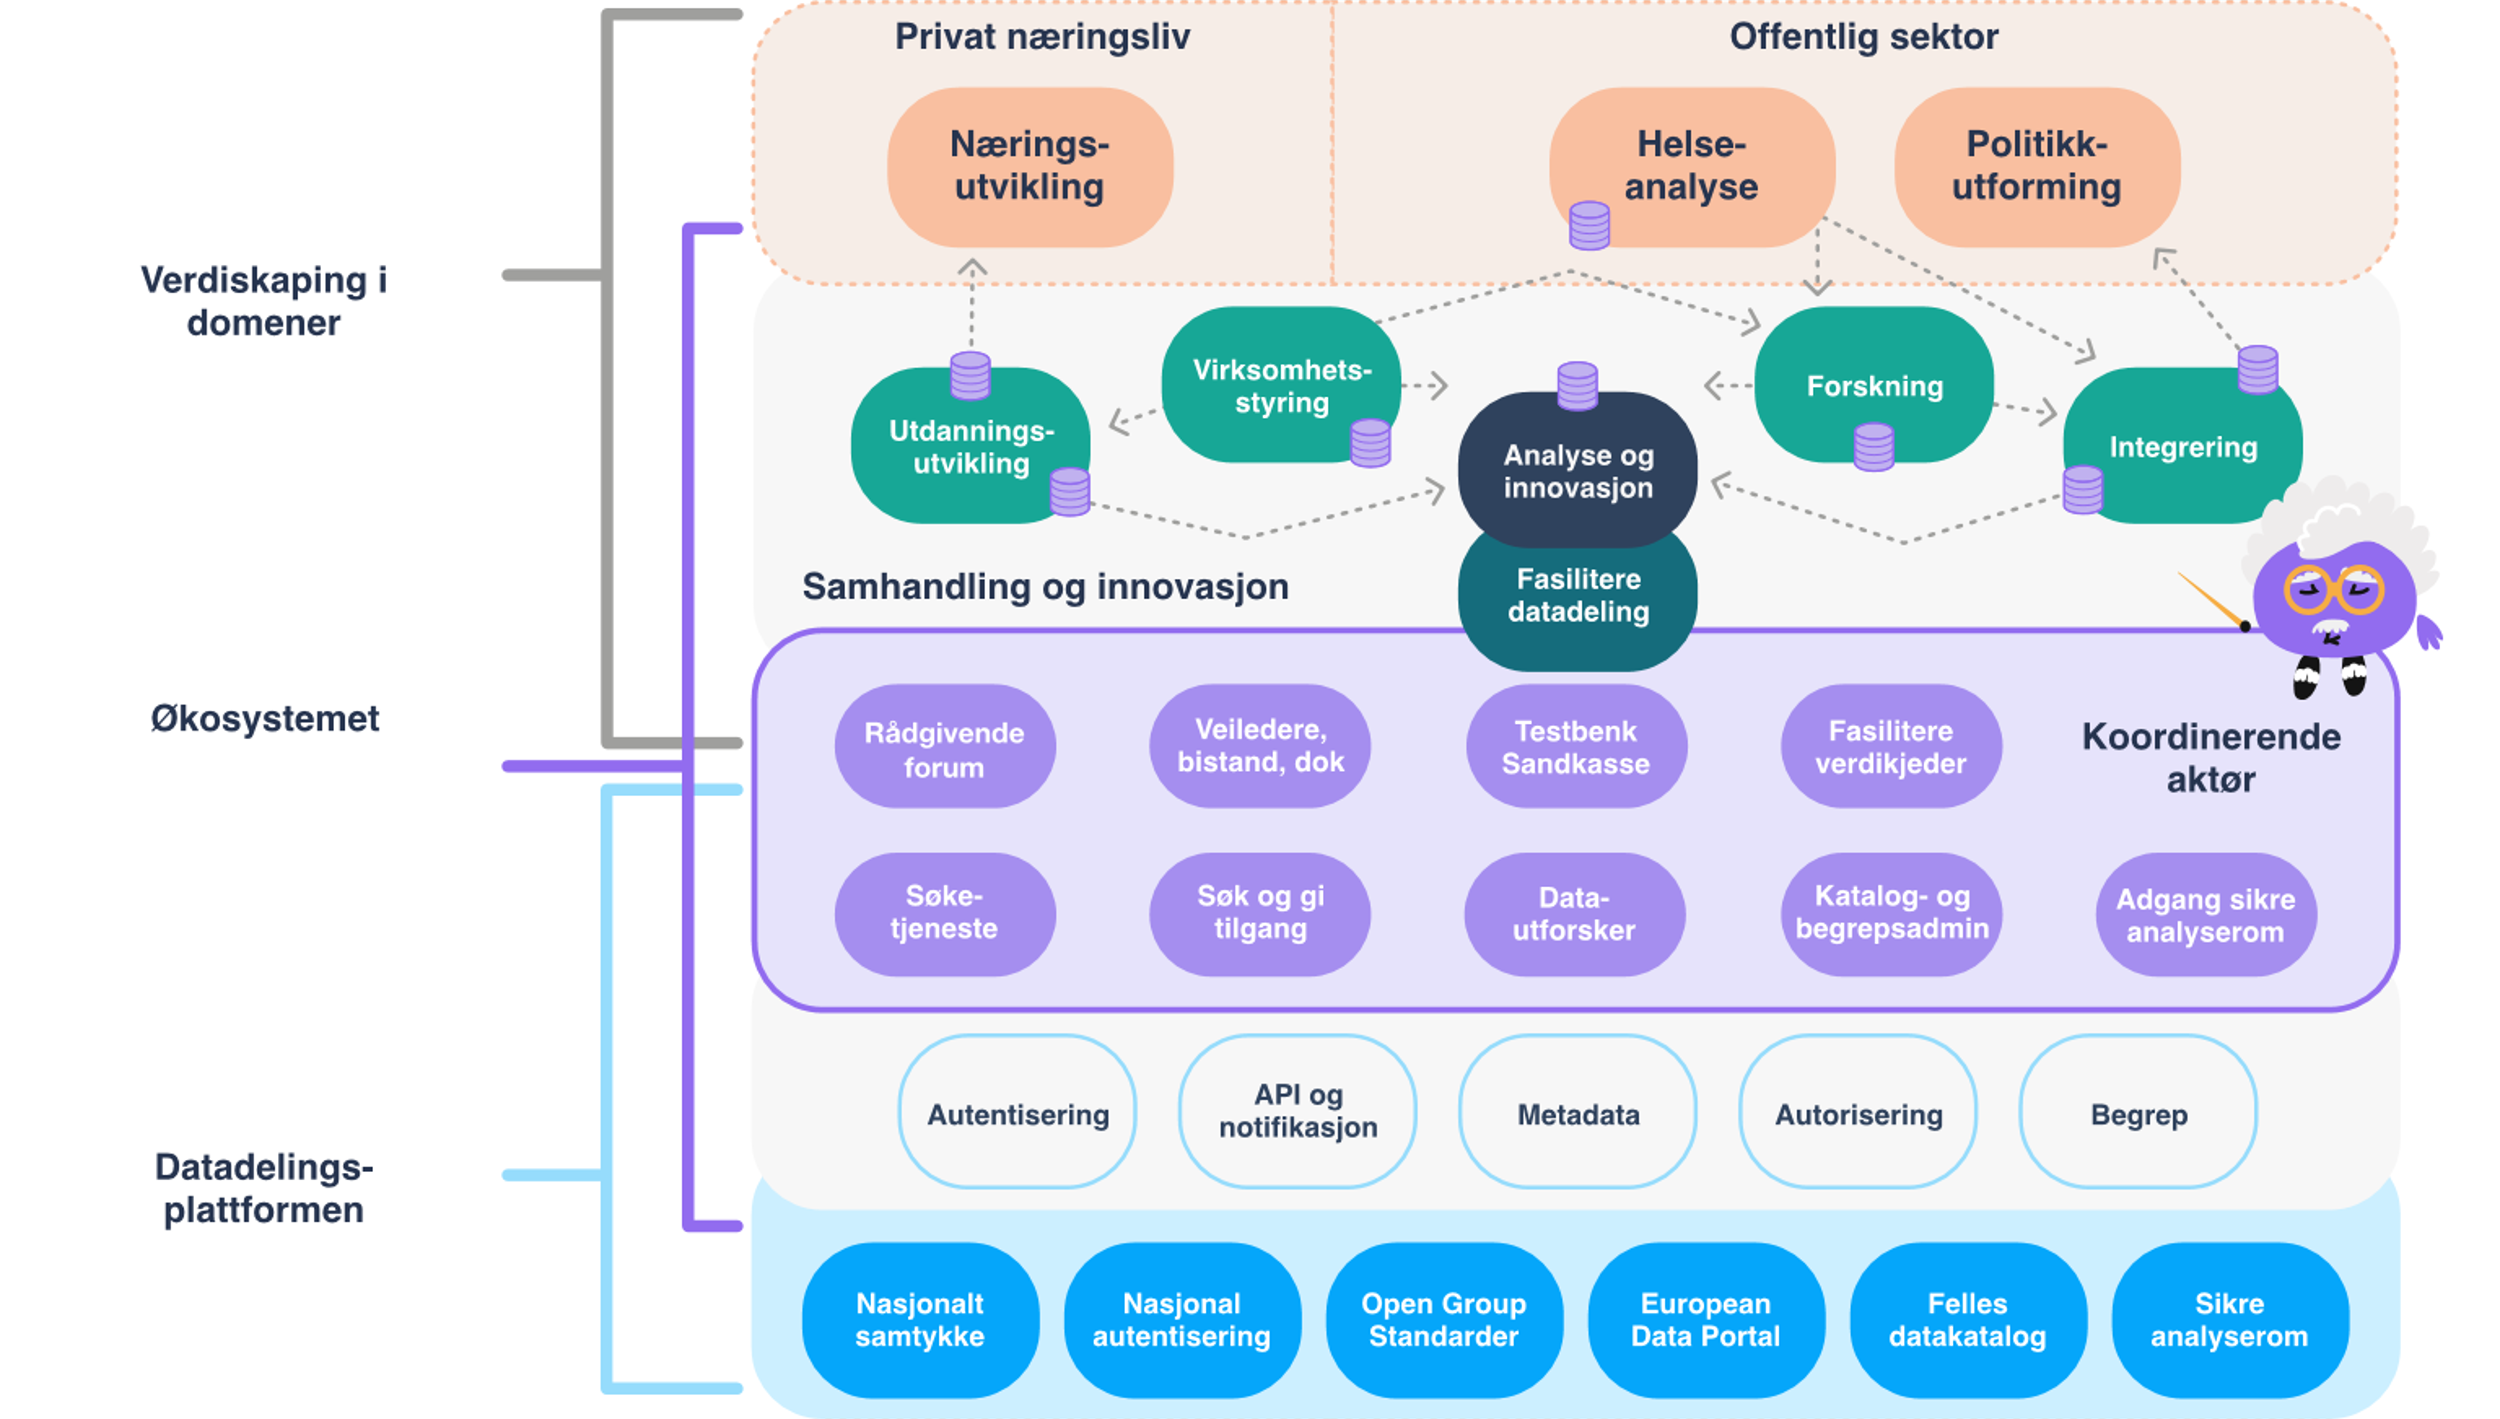 Privat næringsliv
Offentlig sektor
Nærings-
utvikling
Helse-
analyse
Politikk-
utforming
Verdiskaping i
domener
Utdannings-
utvikling
Virksomhets-
styring
Analyse og
innovasjon
Forskning
Integrering
Fasilitere
datadeling
Samhandling og innovasjon
Økosystemet
Rådgivende
forum
Veiledere,
bistand, dok
Testbenk
Sandkasse
Fasilitere
verdikjeder
Koordinerende
aktør
Søke-
tjeneste
Søk og gi
tilgang
Data-
utforsker
Katalog- og
begrepsadmin
Adgang sikre
analyserom
Datadelings-
plattformen
Autentisering
API og
notifikasjon
Metadata
Autorisering
Begrep
Nasjonalt
samtykke
Nasjonal
autentisering
Open Group
Standarder
European
Data Portal
Felles
datakatalog
Sikre
analyserom